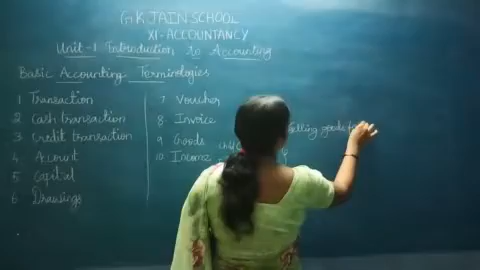 G.K JAIN SCHOOL
XI-ACCOUNTANCY
Unit-1 Introduction to Accounting
Basic Accounting Terminologies
1 Transaction
2 Cash transaction
3 Credit transaction
4 Account
5 Capital
6 Drawings
7 Voucher
8 Invoice
9 Goods
10. Income
Selling goods